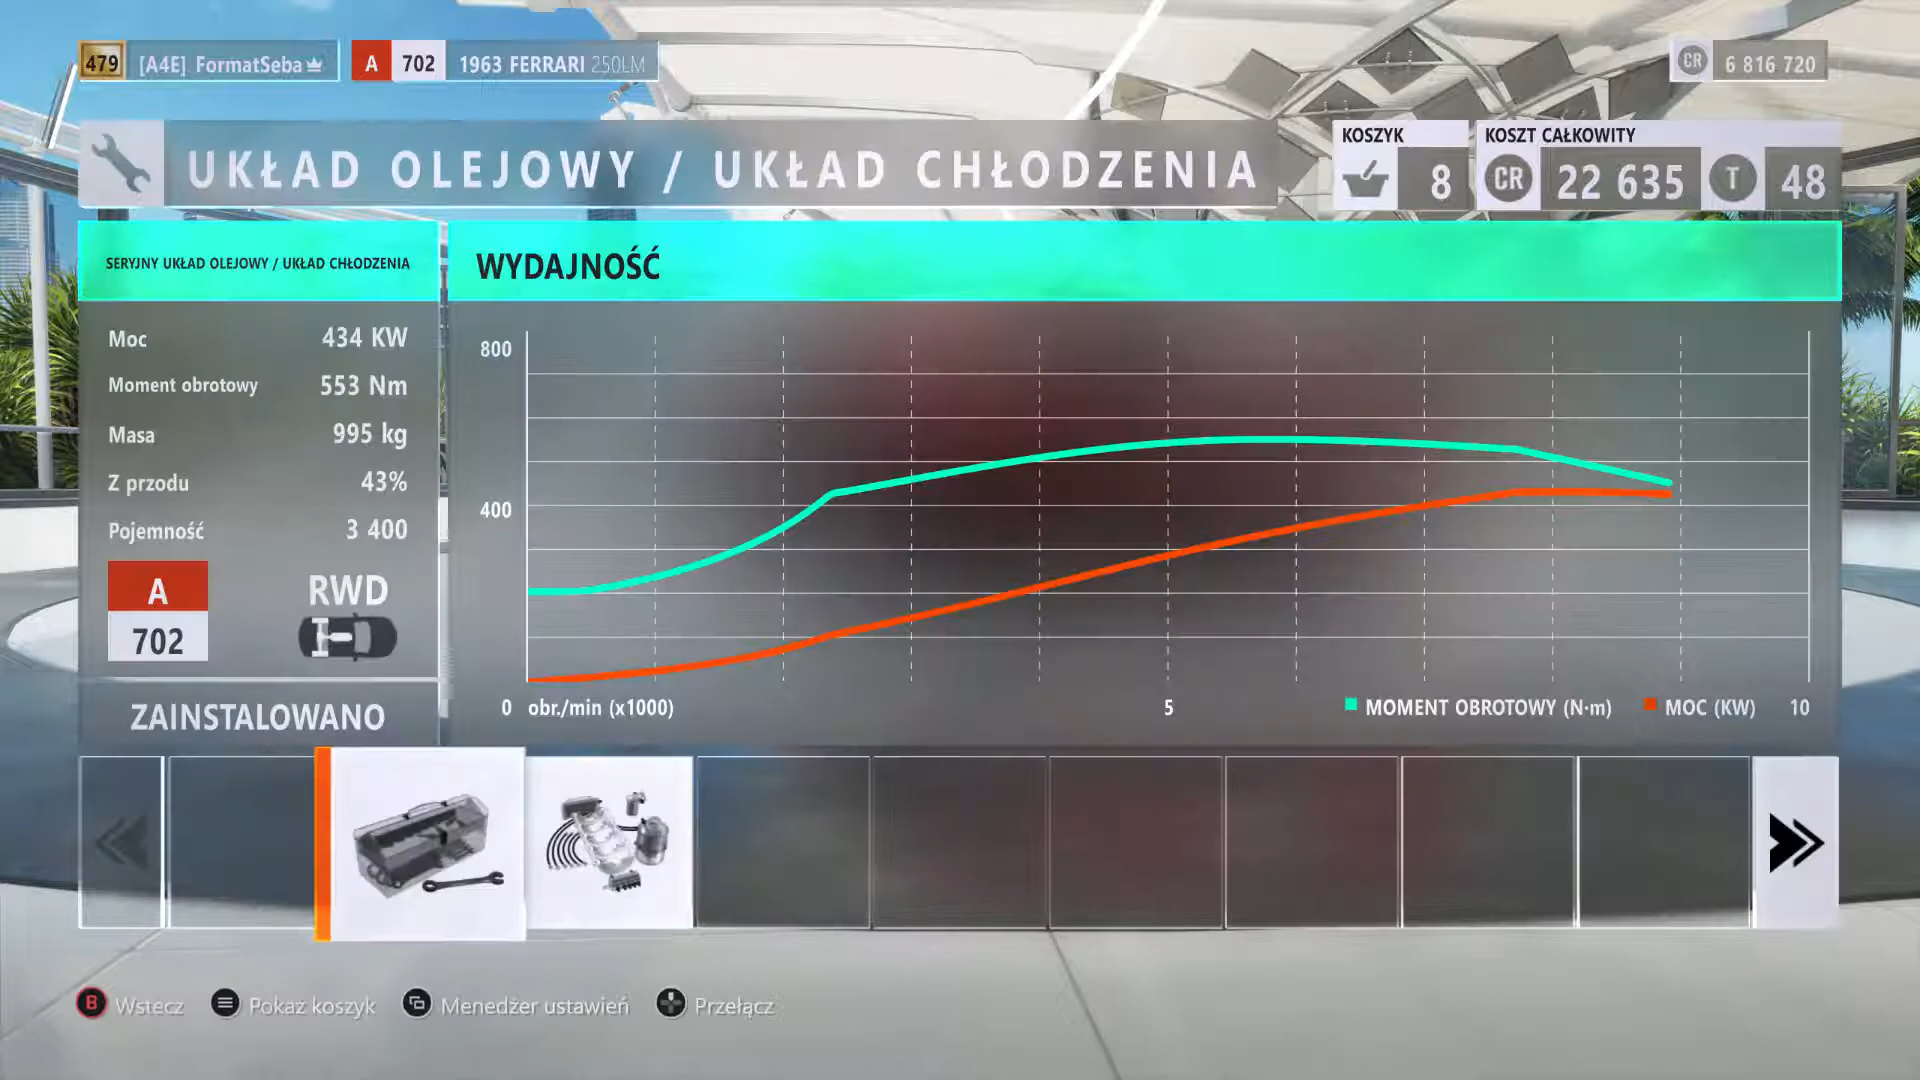 479 [A4E] FormatSeba A 702 1963 FERRARI 250LM CR 6 816 720
UKŁAD OLEJOWY / UKŁAD CHŁODZENIA
KOSZYK
8
KOSZT CAŁKOWITY
CR 22 635 T 48
SERYJNY UKŁAD OLEJOWY / UKŁAD CHŁODZENIA
Moc 434 KW
Moment obrotowy 553 Nm
Masa 995 kg
Z przodu 43%
Pojemność 3 400
A
702
RWD
ZAINSTALOWANO
WYDAJNOŚĆ
800
400
0 obr./min (x1000) 5 MOMENT OBROTOWY (N·m) MOC (KW) 10
B Wstecz Pokaż koszyk Menedżer ustawień Przełącz